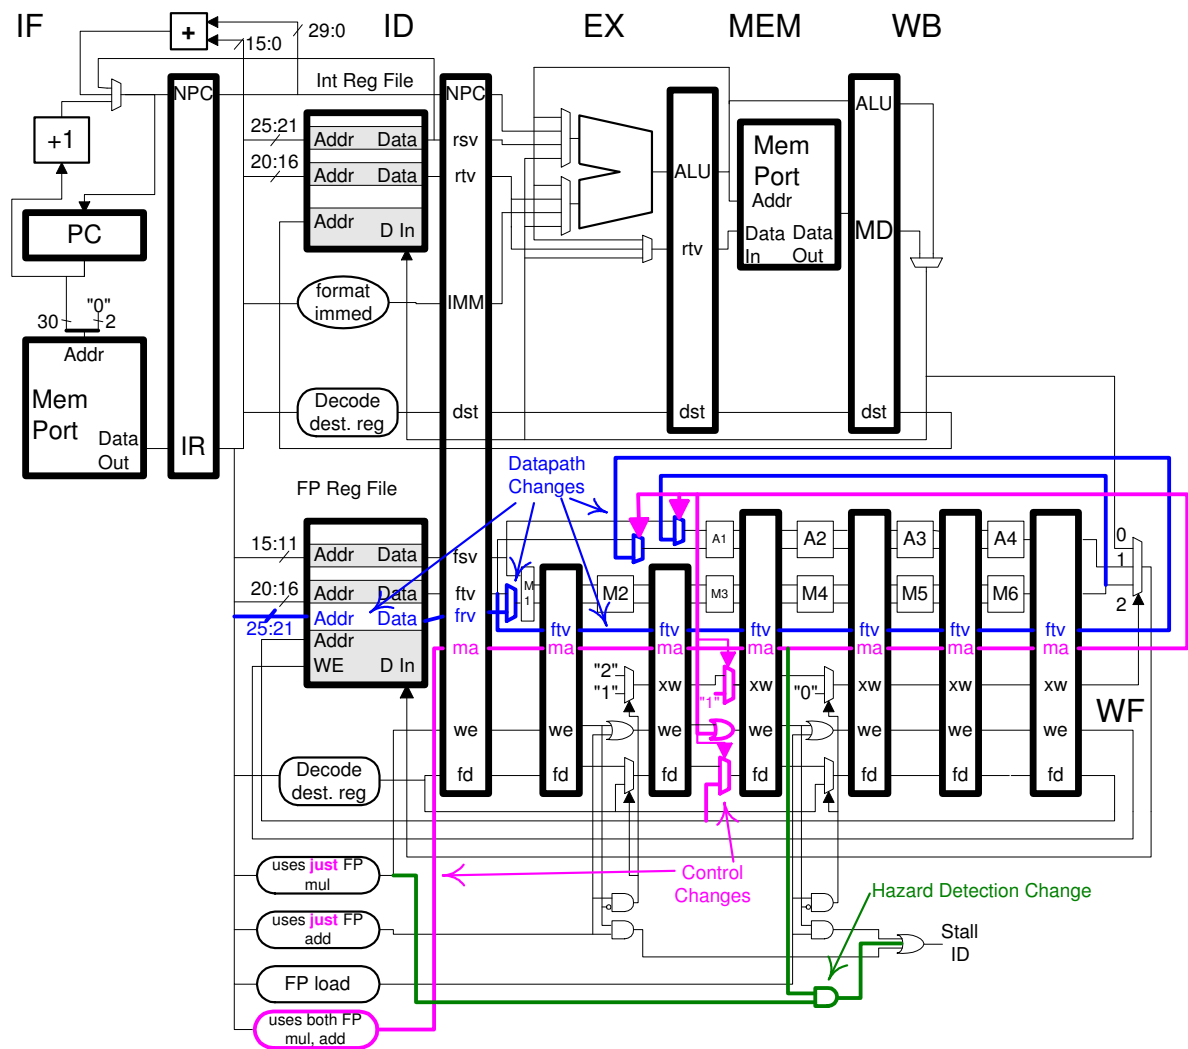 IF
ID
EX
MEM
WB
+
29:0
15:0
Int Reg File
NPC
NPC
ALU
+1
25:21
Addr
Data
rsv
20:16
Addr
Data
rtv
ALU
Mem
Port
Addr
PC
Addr
D In
rtv
Data
In
Data
Out
MD
"0"
30
2
format
immed
IMM
Addr
Mem
Port
Data
Out
IR
Decode
dest. reg
dst
dst
dst
FP Reg File
Datapath
Changes
15:11
Addr
Data
fsv
A1
A2
A3
A4
0
1
2
20:16
Addr
Data
ftv
M
1
M2
M3
M4
M5
M6
25:21
Addr
Data
frv
ftv
ftv
ftv
ftv
ftv
ftv
Addr
ma
ma
ma
ma
ma
ma
ma
WE
D In
"2"
"1"
xw
"1"
xw
"0"
xw
xw
xw
WF
we
we
we
we
we
we
we
Decode
dest. reg
fd
fd
fd
fd
fd
fd
fd
uses just FP
mul
Control
Changes
Hazard Detection Change
uses just FP
add
Stall
ID
FP load
uses both FP
mul, add